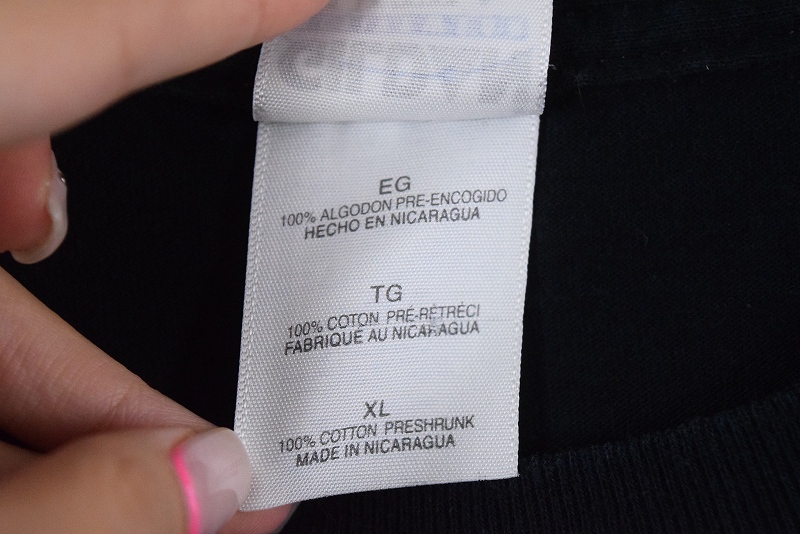 EG
100% ALGODON PRE-ENCOGIDO
HECHO EN NICARAGUA
TG
100% COTON PRÉ-RÉTRÉCI
FABRIQUÉ AU NICARAGUA
XL
100% COTTON PRESHRUNK
MADE IN NICARAGUA